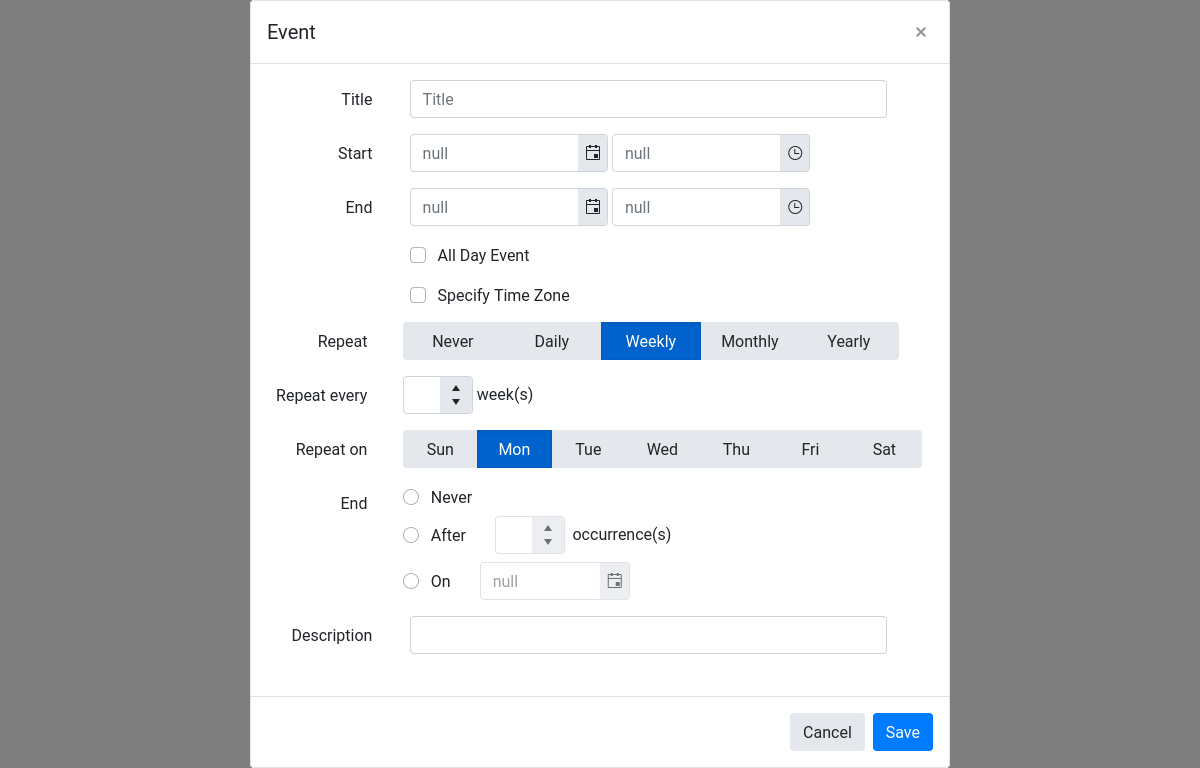 Event ×
Title Title
Start null null
End null null
All Day Event
Specify Time Zone
Repeat Never Daily Weekly Monthly Yearly
Repeat every week(s)
Repeat on Sun Mon Tue Wed Thu Fri Sat
End Never
After occurrence(s)
On null
Description
Cancel Save